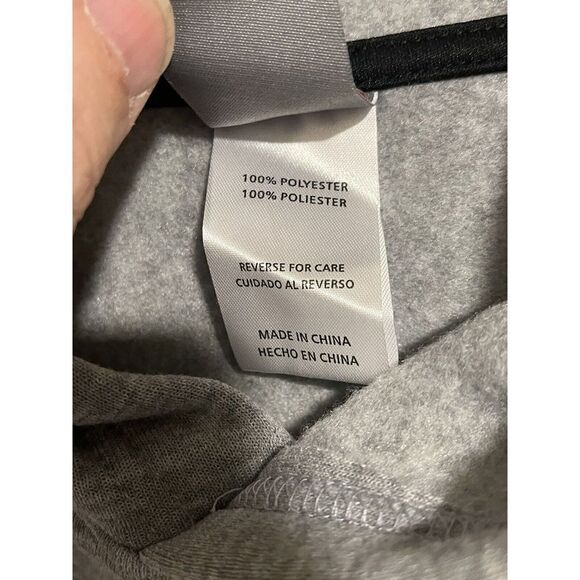 100% POLYESTER
100% POLIESTER
REVERSE FOR CARE
CUIDADO AL REVERSO
MADE IN CHINA
HECHO EN CHINA